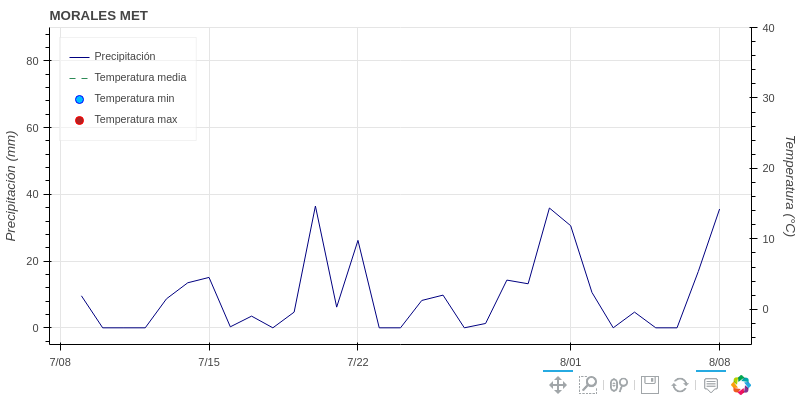 MORALES MET
Precipitación
Temperatura media
Temperatura min
Temperatura max
Precipitación (mm)
80
60
40
20
0
Temperatura (°C)
40
30
20
10
0
7/08
7/15
7/22
8/01
8/08